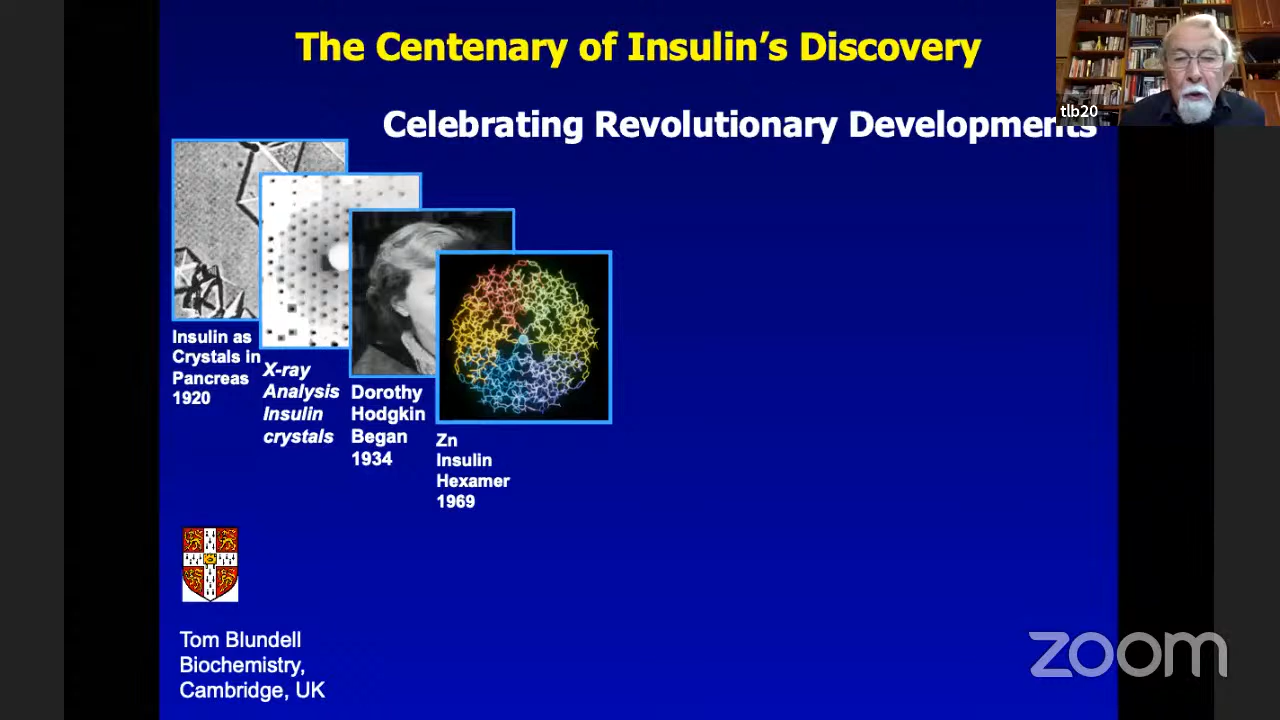 The Centenary of Insulin's Discovery
Celebrating Revolutionary Developments
tlb20
Insulin as
Crystals in
Pancreas
1920
X-ray
Analysis
Insulin
crystals
Dorothy
Hodgkin
Began
1934
Zn
Insulin
Hexamer
1969
Tom Blundell
Biochemistry,
Cambridge, UK
zoom